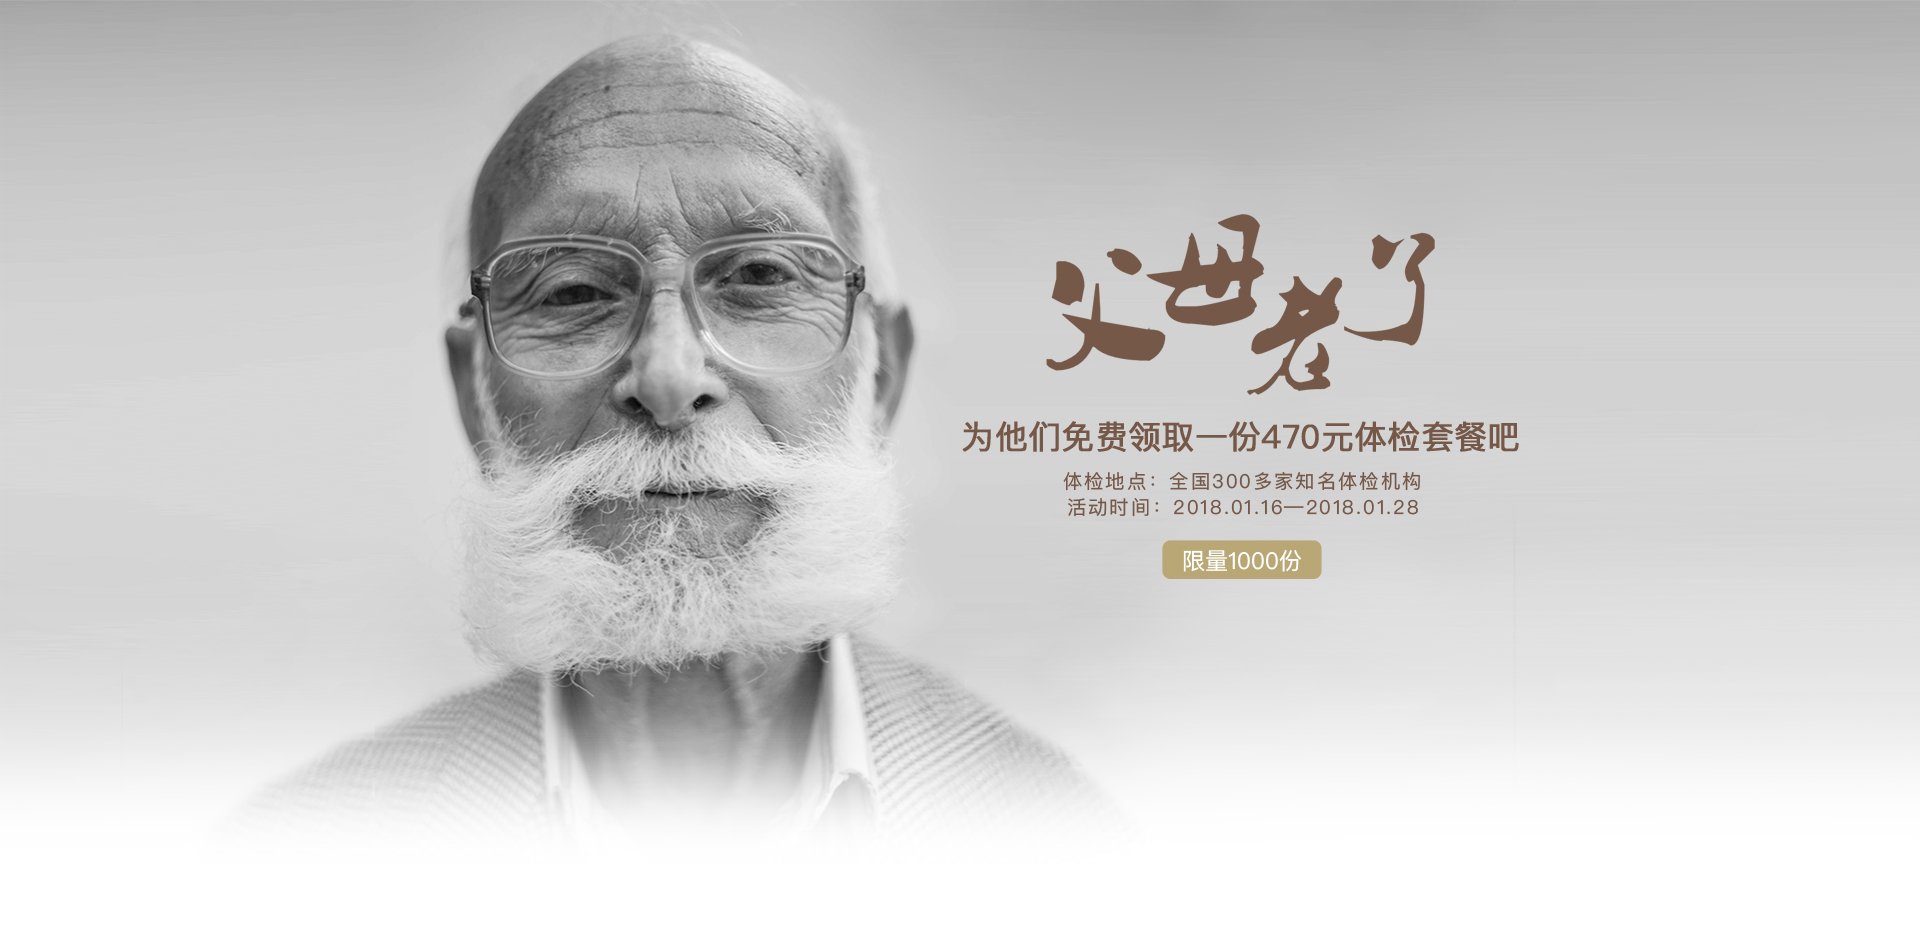 父母老了
为他们免费领取一份470元体检套餐吧
体检地点：全国300多家知名体检机构
活动时间：2018.01.16—2018.01.28
限量1000份